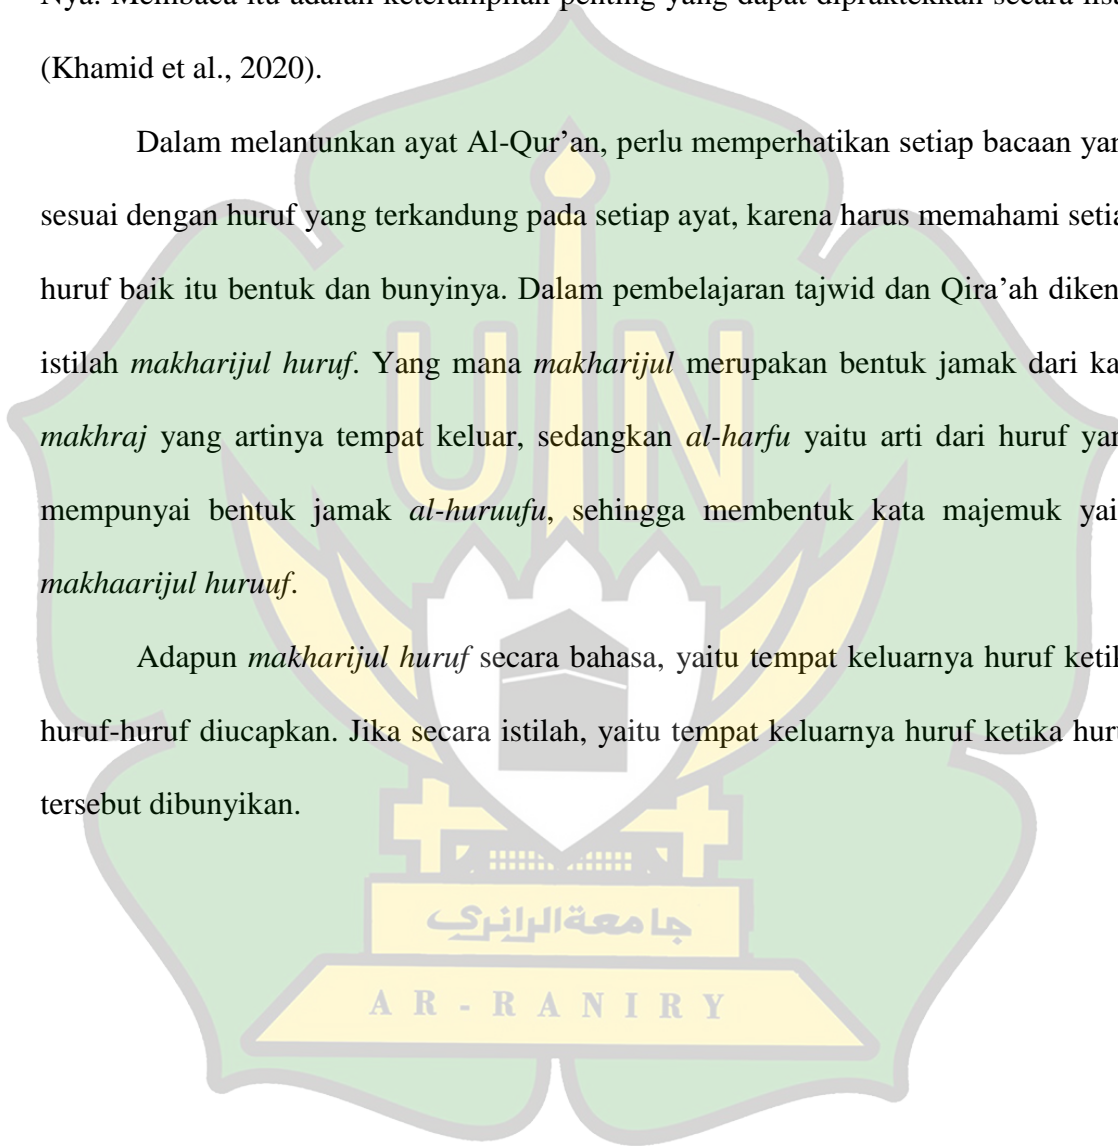 Nya. Membaca itu adalah keterampilan penting yang dapat dipraktekkan secara
(Khamid et al., 2020).
Dalam melantunkan ayat Al-Qur’an, perlu memperhatikan setiap bacaan yan
sesuai dengan huruf yang terkandung pada setiap ayat, karena harus memahami setia
huruf baik itu bentuk dan bunyinya. Dalam pembelajaran tajwid dan Qira’ah diken
istilah makharijul huruf. Yang mana makharijul merupakan bentuk jamak dari ka
makhraj yang artinya tempat keluar, sedangkan al-harfu yaitu arti dari huruf yan
mempunyai bentuk jamak al-huruufu, sehingga membentuk kata majemuk yai
makhaarijul huruuf.
Adapun makharijul huruf secara bahasa, yaitu tempat keluarnya huruf ketik
huruf-huruf diucapkan. Jika secara istilah, yaitu tempat keluarnya huruf ketika huru
tersebut dibunyikan.
UIN
جامعة الرانري
AR-RANIRY